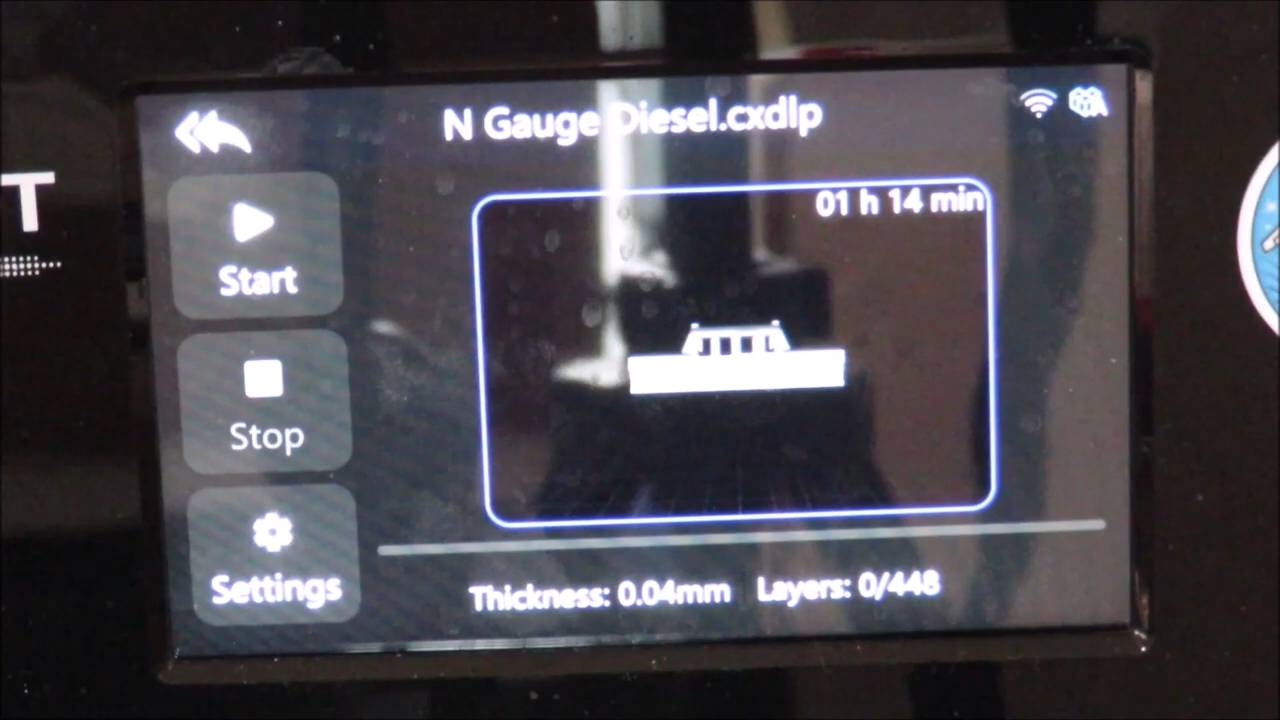 N Gauge Diesel.cxdlp
T
01 h 14 min
Start
Stop
Settings
Thickness: 0.04mm Layers: 0/448